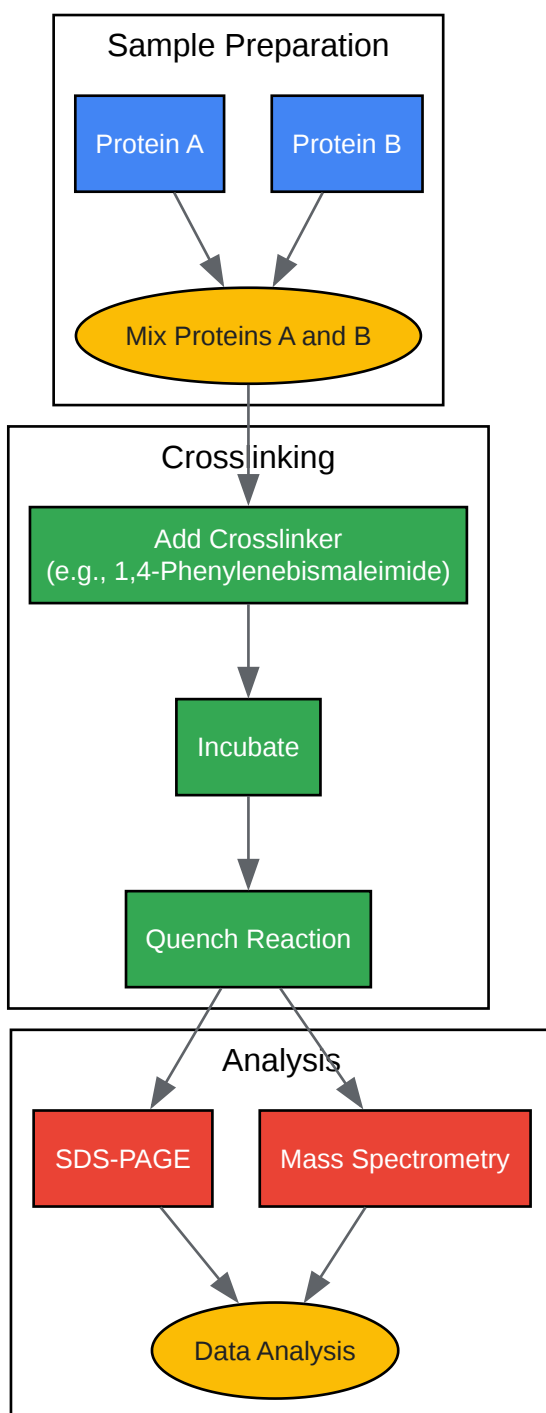 Sample Preparation
Protein A
Protein B
Mix Proteins A and B
Crosslinking
Add Crosslinker
(e.g., 1,4-Phenylenebismaleimide)
Incubate
Quench Reaction
Analysis
SDS-PAGE
Mass Spectrometry
Data Analysis